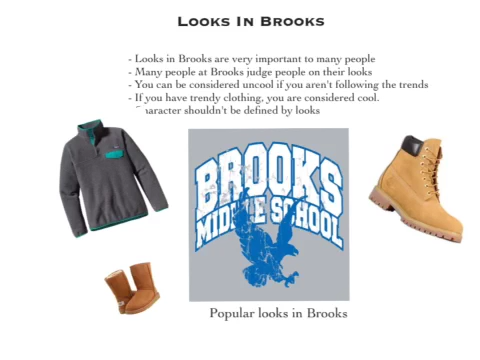 Looks In Brooks
- Looks in Brooks are very important to many people
- Many people at Brooks judge people on their looks
- You can be considered uncool if you aren't following the trends
- If you have trendy clothing, you are considered cool.
- Character shouldn't be defined by looks
BROOKS
MIDDLE SCHOOL
Popular looks in Brooks